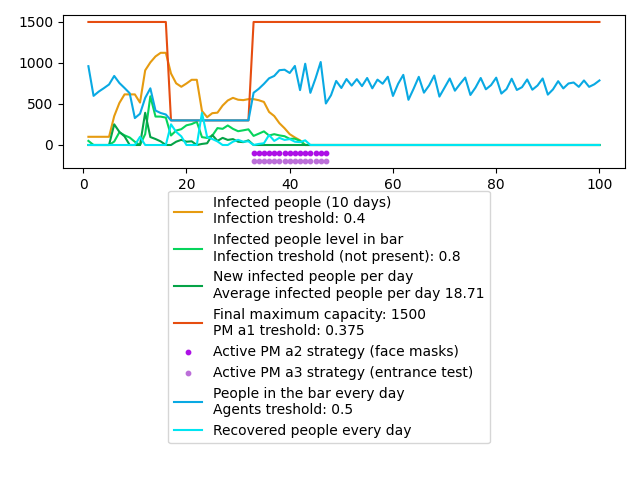 1500
1000
500
0
0 20 40 60 80 100
Infected people (10 days)
Infection treshold: 0.4
Infected people level in bar
Infection treshold (not present): 0.8
New infected people per day
Average infected people per day 18.71
Final maximum capacity: 1500
PM a1 treshold: 0.375
Active PM a2 strategy (face masks)
Active PM a3 strategy (entrance test)
People in the bar every day
Agents treshold: 0.5
Recovered people every day